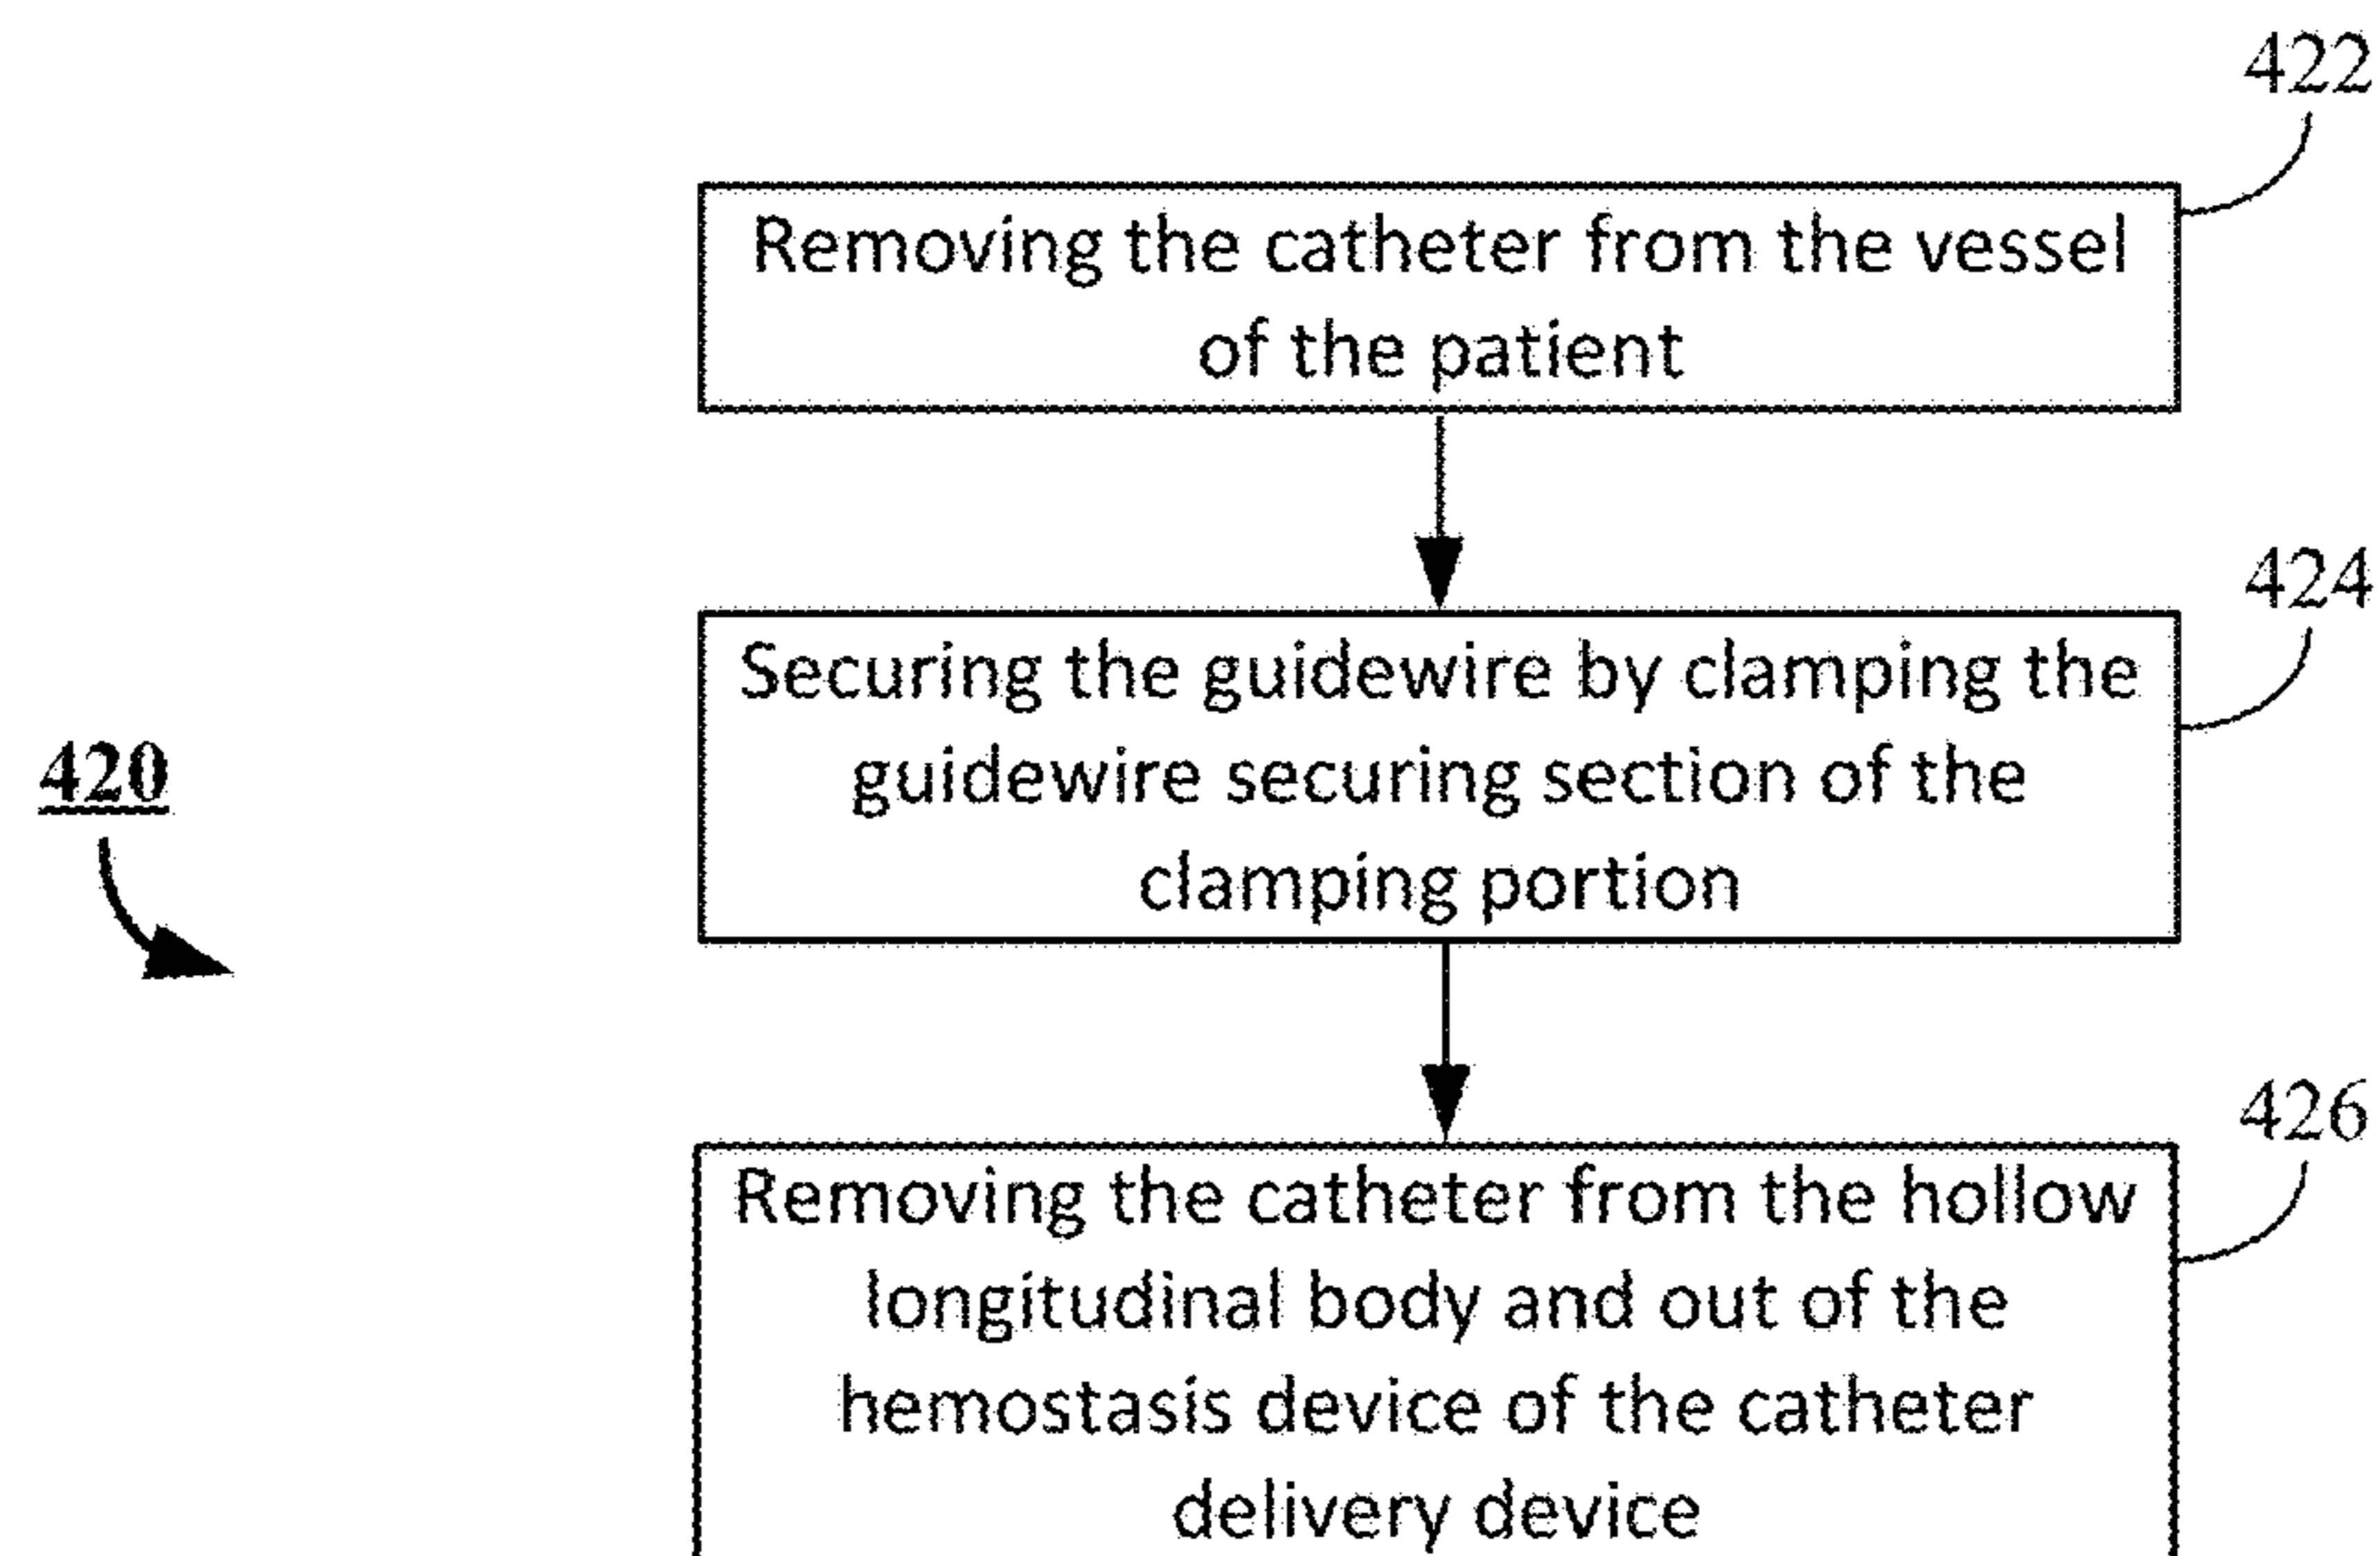 422
Removing the catheter from the vessel
of the patient
424
Securing the guidewire by clamping the
guidewire securing section of the
clamping portion
420
426
Removing the catheter from the hollow
longitudinal body and out of the
hemostasis device of the catheter
delivery device